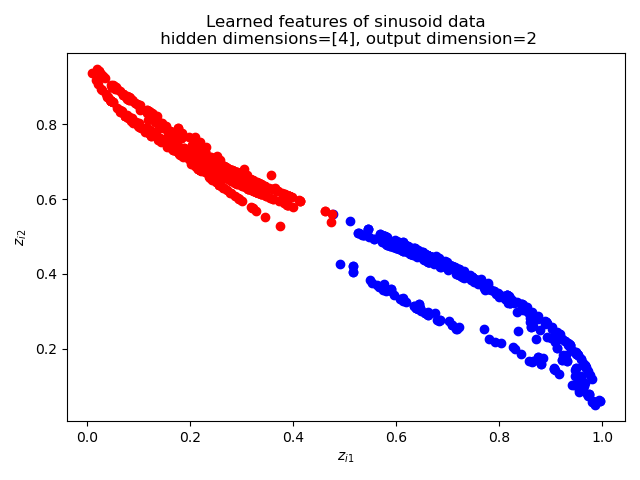 Learned features of sinusoid data
hidden dimensions=[4], output dimension=2
0.8
0.6
0.4
0.2
z_{i2}
0.0 0.2 0.4 0.6 0.8 1.0
z_{i1}